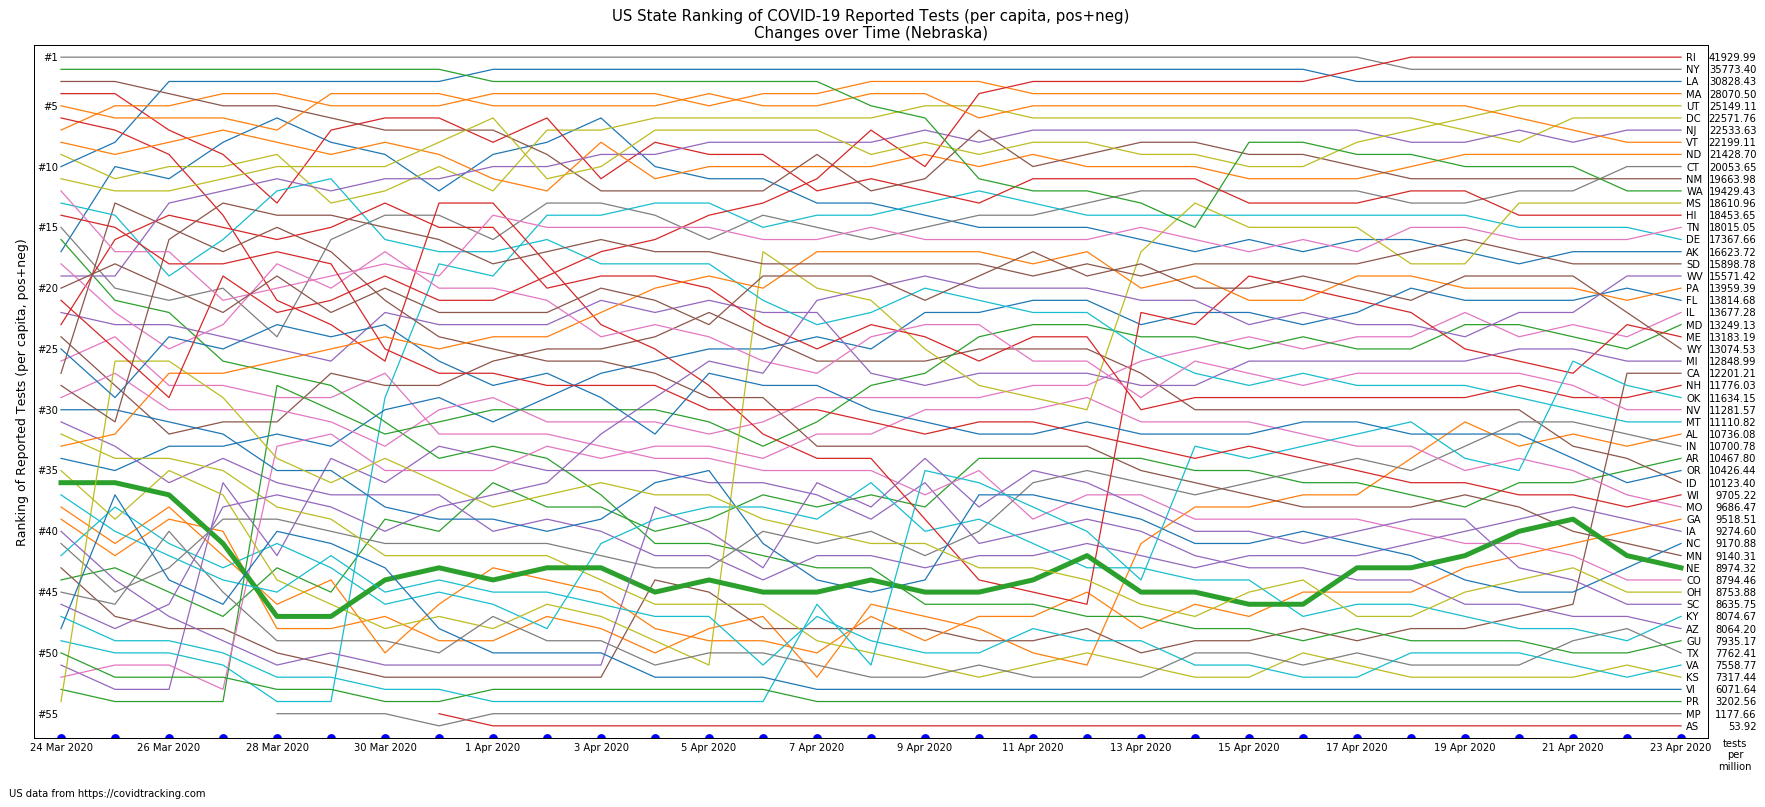 US State Ranking of COVID-19 Reported Tests (per capita, pos+neg)
Changes over Time (Nebraska)
Ranking of Reported Tests (per capita, pos+neg)
#1
#5
#10
#15
#20
#25
#30
#35
#40
#45
#50
#55
RI 41929.99
NY 35773.40
LA 30828.43
MA 28070.50
UT 25149.11
DC 22571.76
NJ 22533.63
VT 22199.11
ND 21428.70
CT 20053.65
NM 19663.98
WA 19429.43
MS 18610.96
HI 18453.65
TN 18015.05
DE 17367.66
AK 16623.72
SD 15898.78
WV 15571.42
PA 13959.39
FL 13814.68
IL 13677.28
MD 13249.13
ME 13183.19
WY 13074.53
MI 12848.99
CA 12201.21
NH 11776.03
OK 11634.15
NV 11281.57
MT 11110.82
AL 10736.08
IN 10700.78
AR 10467.80
OR 10426.44
ID 10123.40
WI 9705.22
MO 9686.47
GA 9518.51
IA 9274.60
NC 9170.88
MN 9140.31
NE 8974.32
CO 8794.46
OH 8753.88
SC 8635.75
KY 8074.67
AZ 8064.20
GU 7935.17
TX 7762.41
VA 7558.77
KS 7317.44
VI 6071.64
PR 3202.56
MP 1177.66
AS 53.92
24 Mar 2020 26 Mar 2020 28 Mar 2020 30 Mar 2020 1 Apr 2020 3 Apr 2020 5 Apr 2020 7 Apr 2020 9 Apr 2020 11 Apr 2020 13 Apr 2020 15 Apr 2020 17 Apr 2020 19 Apr 2020 21 Apr 2020 23 Apr 2020
tests
per
million
US data from https://covidtracking.com